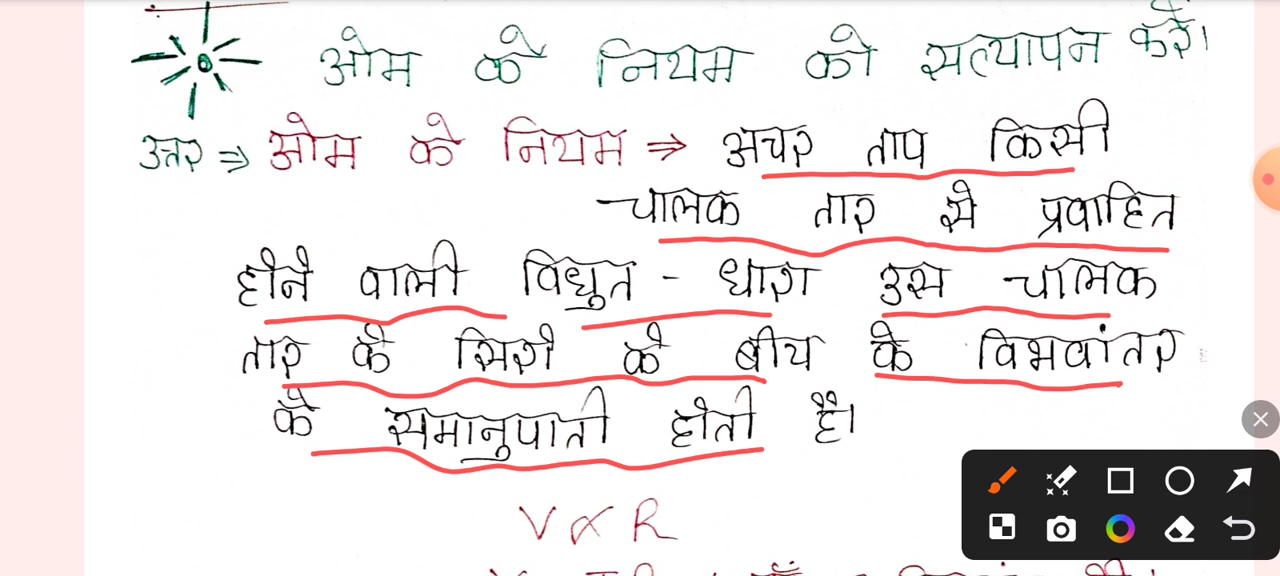 ओम के नियम को सत्यापन करें।
उत्तर ⇒ ओम के नियम ⇒ अचर ताप किसी
चालक तार से प्रवाहित
होने वाली विधुत - धारा उस चालक
तार के सिरों के बीच के विभवांतर
के समानुपाती होती है।
V ∝ R